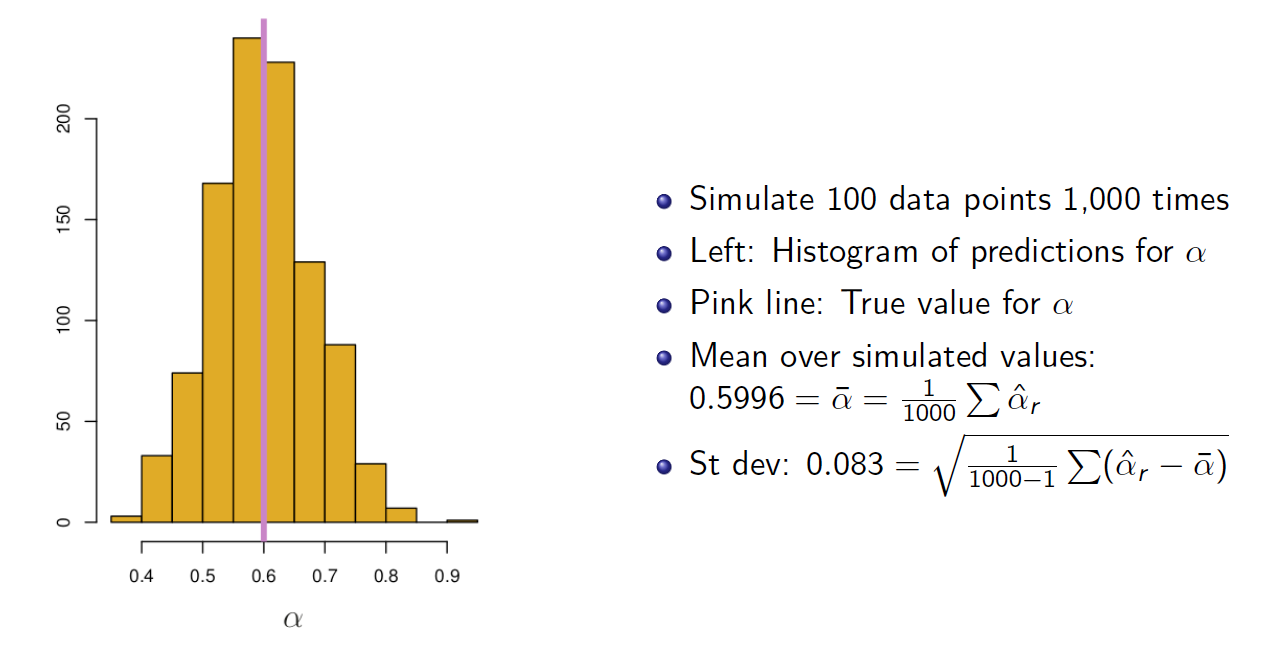 200
150
100
50
0
0.4 0.5 0.6 0.7 0.8 0.9
α
Simulate 100 data points 1,000 times
Left: Histogram of predictions for α
Pink line: True value for α
Mean over simulated values:
0.5996 = ᾱ = 1/1000 ∑ α̂ᵣ
St dev: 0.083 = √(1/(1000−1) ∑(α̂ᵣ − ᾱ))